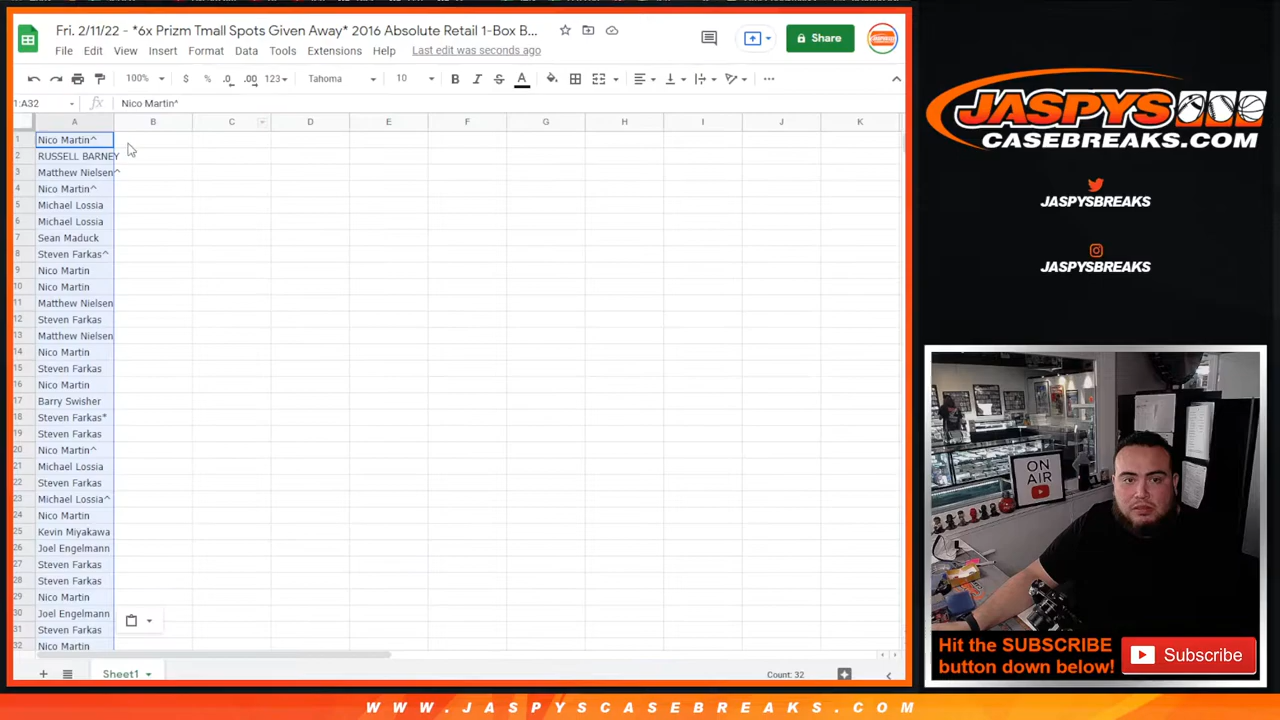 Fri. 2/11/22 - *6x Prizm Tmall Spots Given Away* 2016 Absolute Retail 1-Box B...
File Edit View Insert Format Data Tools Extensions Help Last edit was seconds ago
Share
100% $ % .0 .00 123 Tahoma 10 B I S A
1:A32 fx Nico Martin^
A B C D E F G H I J K
1 Nico Martin^
2 RUSSELL BARNEY
3 Matthew Nielsen^
4 Nico Martin^
5 Michael Lossia
6 Michael Lossia
7 Sean Maduck
8 Steven Farkas^
9 Nico Martin
10 Nico Martin
11 Matthew Nielsen
12 Steven Farkas
13 Matthew Nielsen
14 Nico Martin
15 Steven Farkas
16 Nico Martin
17 Barry Swisher
18 Steven Farkas*
19 Steven Farkas
20 Nico Martin^
21 Michael Lossia
22 Steven Farkas
23 Michael Lossia^
24 Nico Martin
25 Kevin Miyakawa
26 Joel Engelmann
27 Steven Farkas
28 Steven Farkas
29 Nico Martin
30 Joel Engelmann
31 Steven Farkas
32 Nico Martin
Sheet1
Count: 32
JASPYS
CASEBREAKS.COM
JASPYSBREAKS
JASPYSBREAKS
ON
AIR
Hit the SUBSCRIBE
button down below!
Subscribe
WWW.JASPYSCASEBREAKS.COM